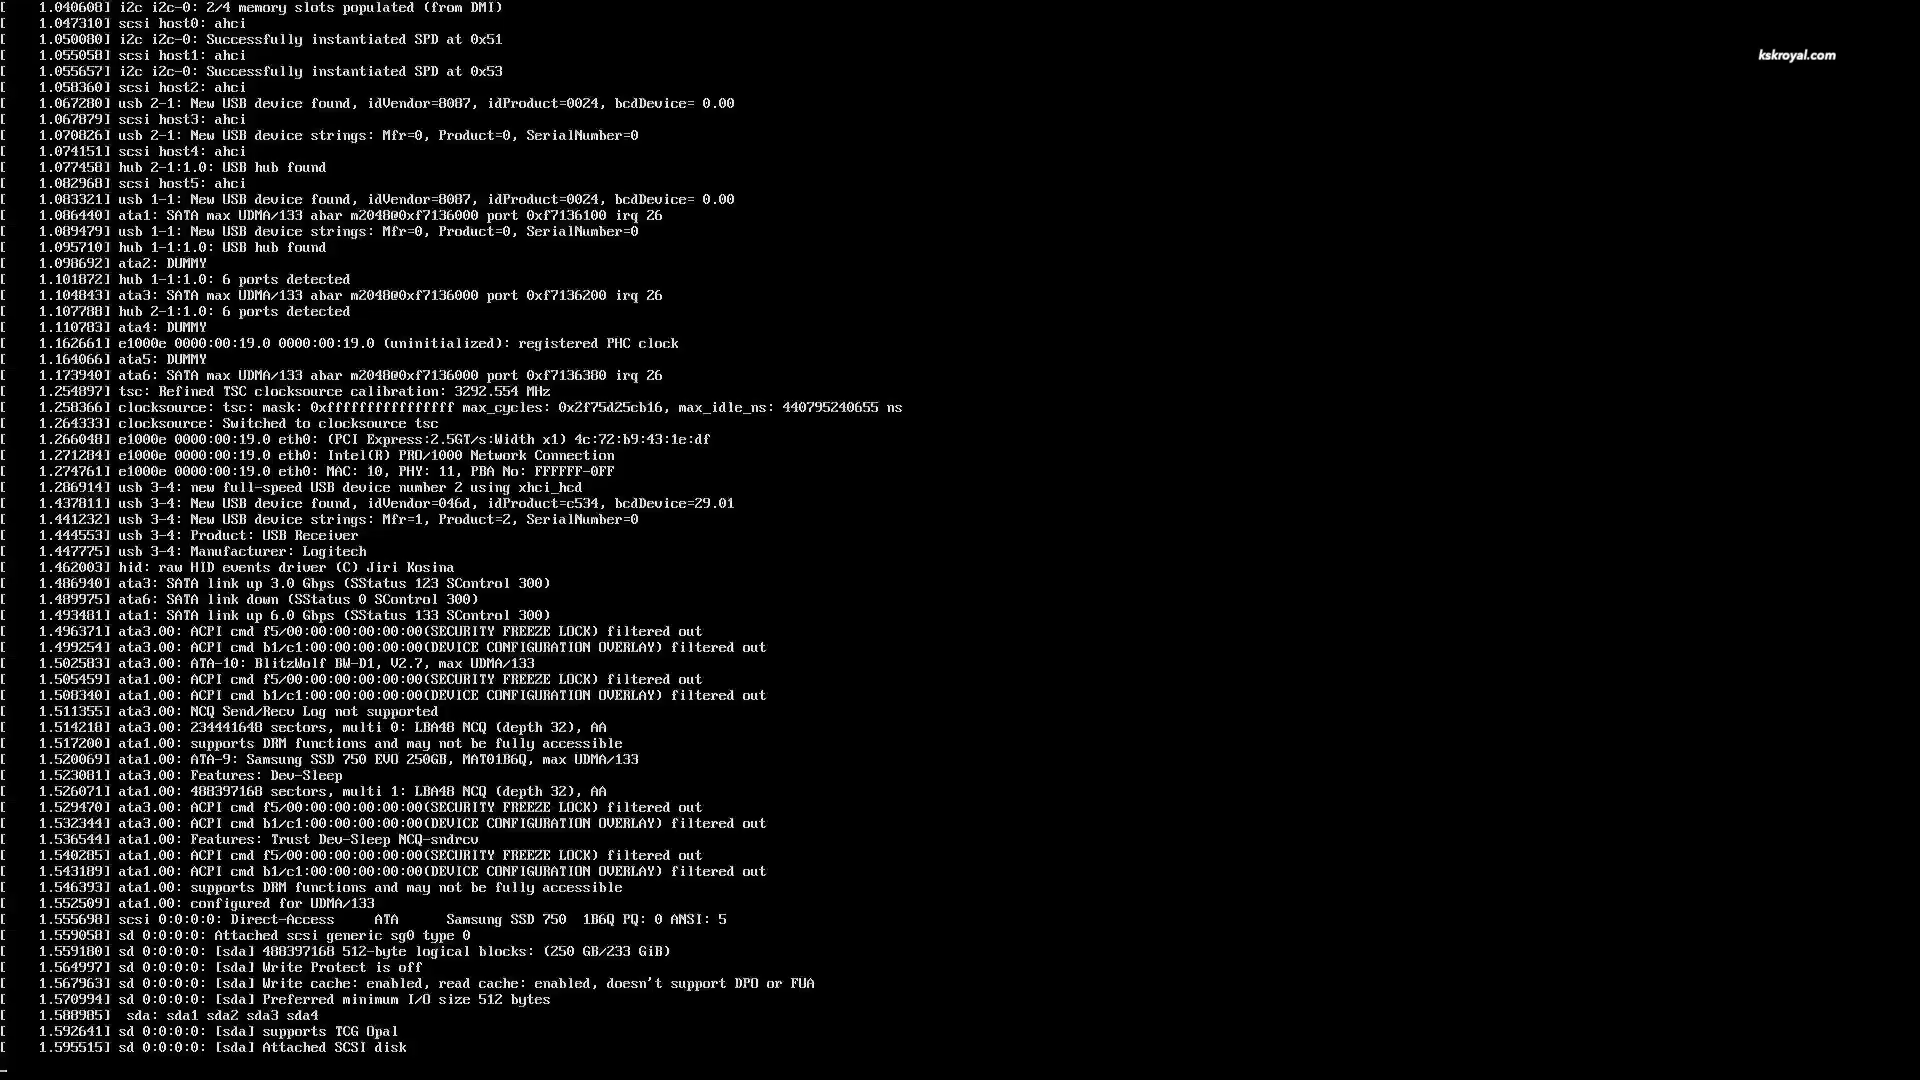 [    1.040608] i2c i2c-0: 2/4 memory slots populated (from DMI)
[    1.047310] scsi host0: ahci
[    1.050080] i2c i2c-0: Successfully instantiated SPD at 0x51
[    1.055058] scsi host1: ahci
kskroyal.com
[    1.055657] i2c i2c-0: Successfully instantiated SPD at 0x53
[    1.058360] scsi host2: ahci
[    1.067280] usb 2-1: New USB device found, idVendor=8087, idProduct=0024, bcdDevice= 0.00
[    1.067879] scsi host3: ahci
[    1.070826] usb 2-1: New USB device strings: Mfr=0, Product=0, SerialNumber=0
[    1.074151] scsi host4: ahci
[    1.077458] hub 2-1:1.0: USB hub found
[    1.082968] scsi host5: ahci
[    1.083321] usb 1-1: New USB device found, idVendor=8087, idProduct=0024, bcdDevice= 0.00
[    1.086440] ata1: SATA max UDMA/133 abar m2048@0xf7136000 port 0xf7136100 irq 26
[    1.089479] usb 1-1: New USB device strings: Mfr=0, Product=0, SerialNumber=0
[    1.095710] hub 1-1:1.0: USB hub found
[    1.098692] ata2: DUMMY
[    1.101872] hub 1-1:1.0: 6 ports detected
[    1.104843] ata3: SATA max UDMA/133 abar m2048@0xf7136000 port 0xf7136200 irq 26
[    1.107788] hub 2-1:1.0: 6 ports detected
[    1.110783] ata4: DUMMY
[    1.162661] e1000e 0000:00:19.0 0000:00:19.0 (uninitialized): registered PHC clock
[    1.164066] ata5: DUMMY
[    1.173940] ata6: SATA max UDMA/133 abar m2048@0xf7136000 port 0xf7136380 irq 26
[    1.254897] tsc: Refined TSC clocksource calibration: 3292.554 MHz
[    1.258366] clocksource: tsc: mask: 0xffffffffffffffff max_cycles: 0x2f75d25cb16, max_idle_ns: 440795240655 ns
[    1.264333] clocksource: Switched to clocksource tsc
[    1.266048] e1000e 0000:00:19.0 eth0: (PCI Express:2.5GT/s:Width x1) 4c:72:b9:43:1e:df
[    1.271284] e1000e 0000:00:19.0 eth0: Intel(R) PRO/1000 Network Connection
[    1.274761] e1000e 0000:00:19.0 eth0: MAC: 10, PHY: 11, PBA No: FFFFFF-0FF
[    1.286914] usb 3-4: new full-speed USB device number 2 using xhci_hcd
[    1.437811] usb 3-4: New USB device found, idVendor=046d, idProduct=c534, bcdDevice=29.01
[    1.441232] usb 3-4: New USB device strings: Mfr=1, Product=2, SerialNumber=0
[    1.444553] usb 3-4: Product: USB Receiver
[    1.447775] usb 3-4: Manufacturer: Logitech
[    1.462003] hid: raw HID events driver (C) Jiri Kosina
[    1.486940] ata3: SATA link up 3.0 Gbps (SStatus 123 SControl 300)
[    1.489975] ata6: SATA link down (SStatus 0 SControl 300)
[    1.493481] ata1: SATA link up 6.0 Gbps (SStatus 133 SControl 300)
[    1.496371] ata3.00: ACPI cmd f5/00:00:00:00:00:00(SECURITY FREEZE LOCK) filtered out
[    1.499254] ata3.00: ACPI cmd b1/c1:00:00:00:00:00(DEVICE CONFIGURATION OVERLAY) filtered out
[    1.502583] ata3.00: ATA-10: BlitzWolf BW-D1, V2.7, max UDMA/133
[    1.505459] ata1.00: ACPI cmd f5/00:00:00:00:00:00(SECURITY FREEZE LOCK) filtered out
[    1.508340] ata1.00: ACPI cmd b1/c1:00:00:00:00:00(DEVICE CONFIGURATION OVERLAY) filtered out
[    1.511355] ata3.00: NCQ Send/Recv Log not supported
[    1.514218] ata3.00: 234441648 sectors, multi 0: LBA48 NCQ (depth 32), AA
[    1.517200] ata1.00: supports DRM functions and may not be fully accessible
[    1.520069] ata1.00: ATA-9: Samsung SSD 750 EVO 250GB, MAT01B6Q, max UDMA/133
[    1.523081] ata3.00: Features: Dev-Sleep
[    1.526071] ata1.00: 488397168 sectors, multi 1: LBA48 NCQ (depth 32), AA
[    1.529470] ata3.00: ACPI cmd f5/00:00:00:00:00:00(SECURITY FREEZE LOCK) filtered out
[    1.532344] ata3.00: ACPI cmd b1/c1:00:00:00:00:00(DEVICE CONFIGURATION OVERLAY) filtered out
[    1.536544] ata1.00: Features: Trust Dev-Sleep NCQ-sndrcv
[    1.540285] ata1.00: ACPI cmd f5/00:00:00:00:00:00(SECURITY FREEZE LOCK) filtered out
[    1.543189] ata1.00: ACPI cmd b1/c1:00:00:00:00:00(DEVICE CONFIGURATION OVERLAY) filtered out
[    1.546393] ata1.00: supports DRM functions and may not be fully accessible
[    1.552509] ata1.00: configured for UDMA/133
[    1.555698] scsi 0:0:0:0: Direct-Access     ATA      Samsung SSD 750  1B6Q PQ: 0 ANSI: 5
[    1.559058] sd 0:0:0:0: Attached scsi generic sg0 type 0
[    1.559180] sd 0:0:0:0: [sda] 488397168 512-byte logical blocks: (250 GB/233 GiB)
[    1.564997] sd 0:0:0:0: [sda] Write Protect is off
[    1.567963] sd 0:0:0:0: [sda] Write cache: enabled, read cache: enabled, doesn't support DPO or FUA
[    1.570994] sd 0:0:0:0: [sda] Preferred minimum I/O size 512 bytes
[    1.588985]  sda: sda1 sda2 sda3 sda4
[    1.592641] sd 0:0:0:0: [sda] supports TCG Opal
[    1.595515] sd 0:0:0:0: [sda] Attached SCSI disk